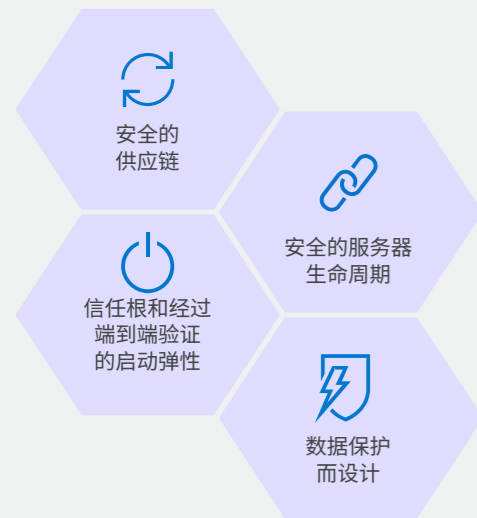 安全的
供应链
安全的服务器
生命周期
信任根和经过
端到端验证
的启动弹性
数据保护
而设计